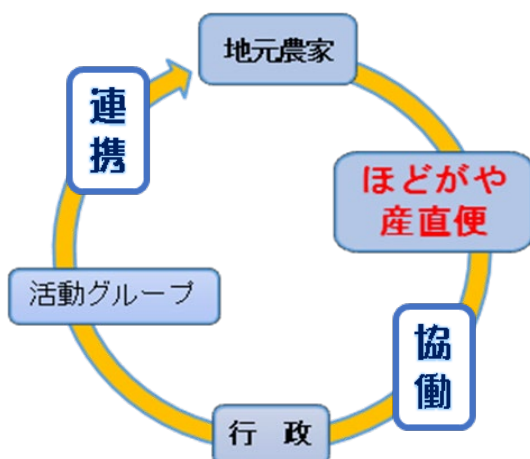 地元農家
連
携
ほどがや
産直便
活動グループ
協
働
行　政